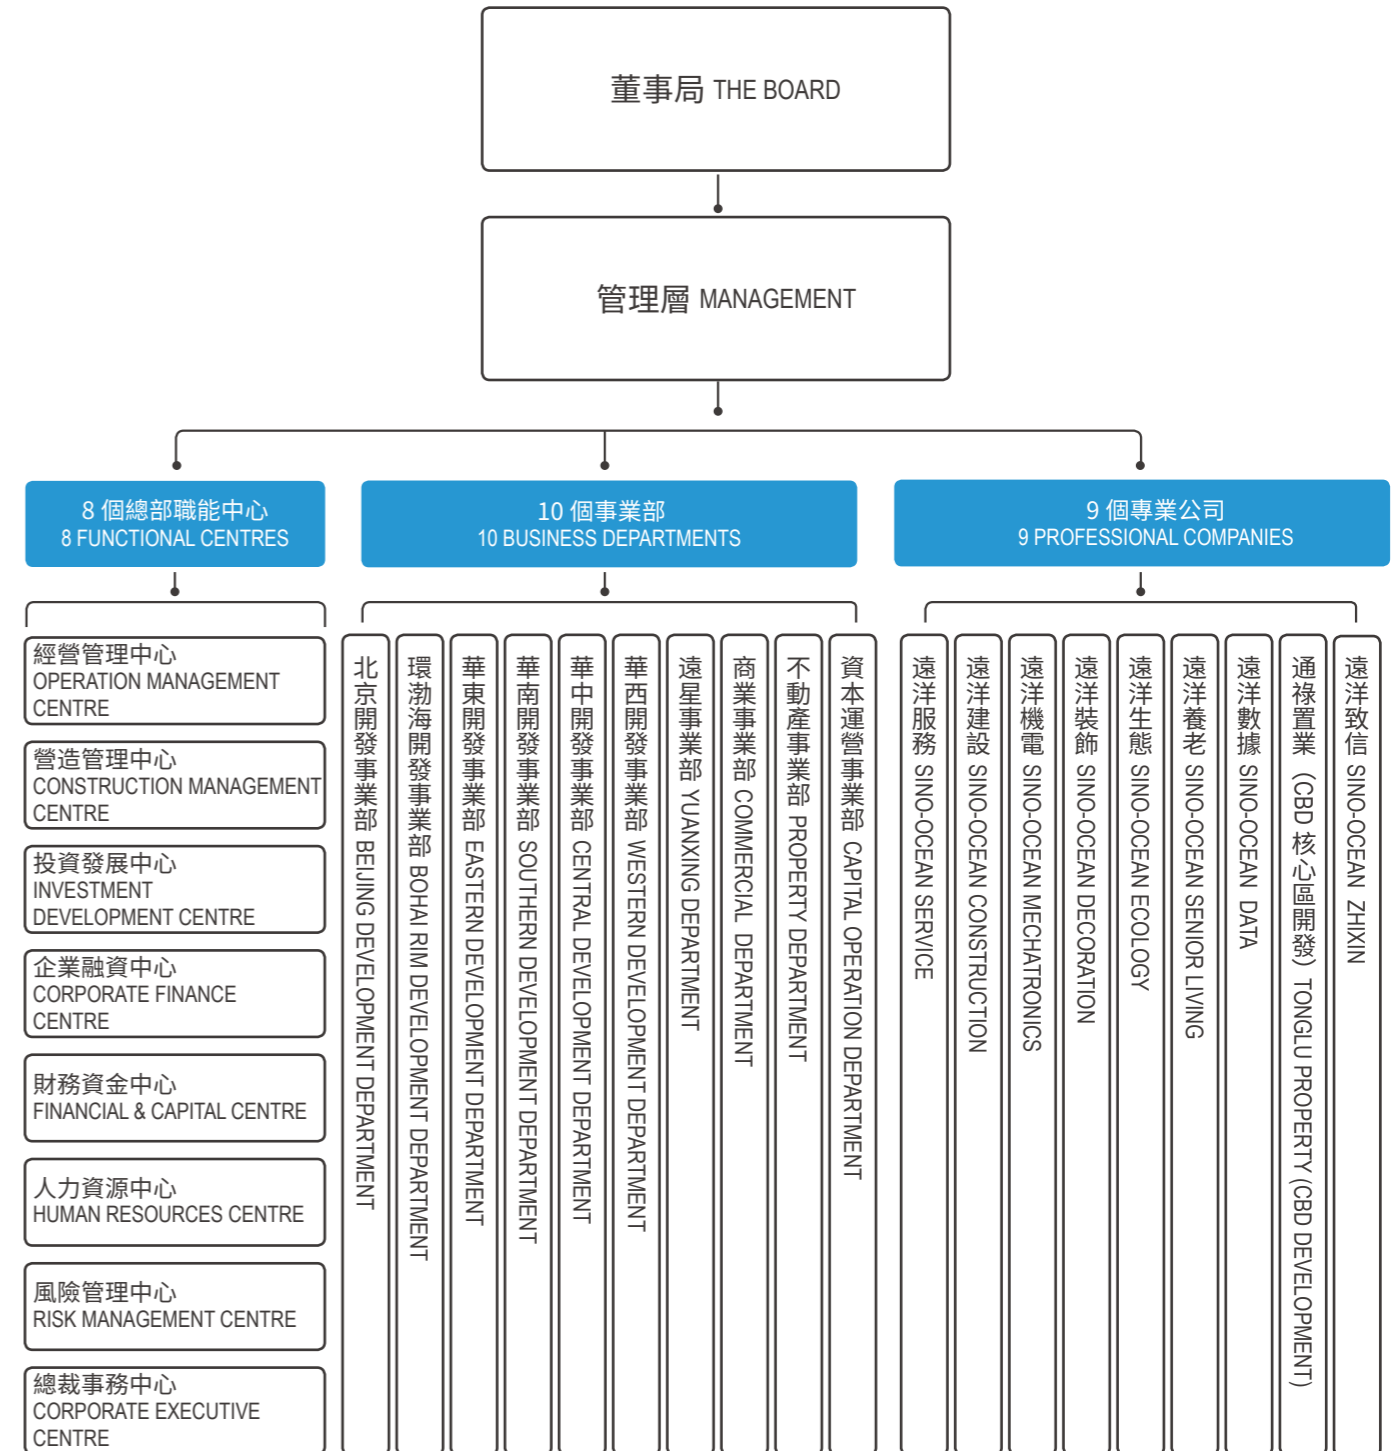 董事局 THE BOARD
管理層 MANAGEMENT
8 個總部職能中心
8 FUNCTIONAL CENTRES
10 個事業部
10 BUSINESS DEPARTMENTS
9 個專業公司
9 PROFESSIONAL COMPANIES
經營管理中心
OPERATION MANAGEMENT
CENTRE
營造管理中心
CONSTRUCTION MANAGEMENT
CENTRE
投資發展中心
INVESTMENT
DEVELOPMENT CENTRE
企業融資中心
CORPORATE FINANCE
CENTRE
財務資金中心
FINANCIAL & CAPITAL CENTRE
人力資源中心
HUMAN RESOURCES CENTRE
風險管理中心
RISK MANAGEMENT CENTRE
總裁事務中心
CORPORATE EXECUTIVE
CENTRE
北京開發事業部 BEIJING DEVELOPMENT DEPARTMENT
環渤海開發事業部 BOHAI RIM DEVELOPMENT DEPARTMENT
華東開發事業部 EASTERN DEVELOPMENT DEPARTMENT
華南開發事業部 SOUTHERN DEVELOPMENT DEPARTMENT
華中開發事業部 CENTRAL DEVELOPMENT DEPARTMENT
華西開發事業部 WESTERN DEVELOPMENT DEPARTMENT
遠星事業部 YUANXING DEPARTMENT
商業事業部 COMMERCIAL DEPARTMENT
不動產事業部 PROPERTY DEPARTMENT
資本運營事業部 CAPITAL OPERATION DEPARTMENT
遠洋服務 SINO-OCEAN SERVICE
遠洋建設 SINO-OCEAN CONSTRUCTION
遠洋機電 SINO-OCEAN MECHATRONICS
遠洋裝飾 SINO-OCEAN DECORATION
遠洋生態 SINO-OCEAN ECOLOGY
遠洋養老 SINO-OCEAN SENIOR LIVING
遠洋數據 SINO-OCEAN DATA
通祿置業（CBD 核心區開發）TONGLU PROPERTY (CBD DEVELOPMENT)
遠洋致信 SINO-OCEAN ZHIXIN